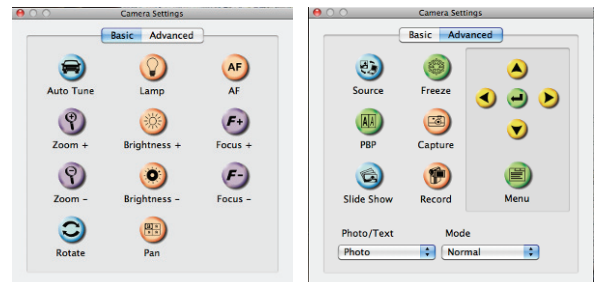 Camera Settings
Basic Advanced
AF
Auto Tune Lamp AF
F+
Zoom + Brightness + Focus +
F-
Zoom – Brightness – Focus –
Rotate Pan
Camera Settings
Basic Advanced
Source Freeze
AA
PBP Capture
Slide Show Record Menu
Photo/Text Mode
Photo Normal